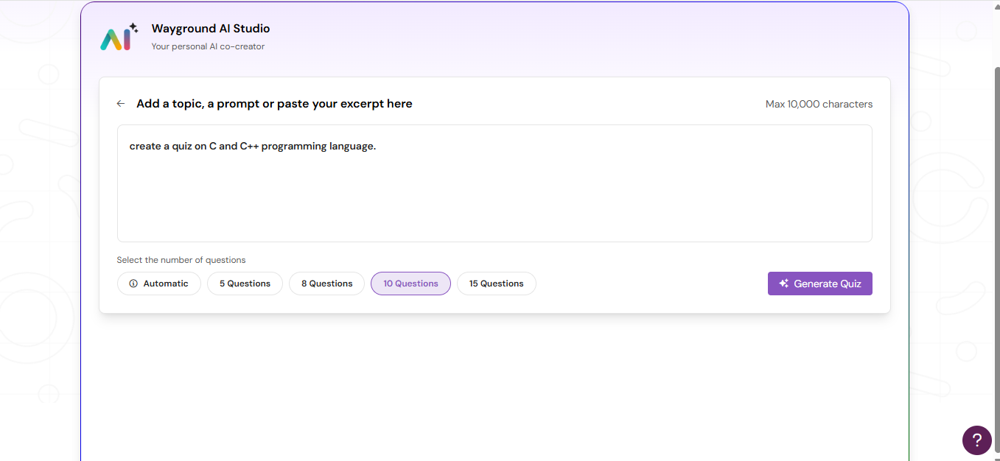 Wayground AI Studio
Your personal AI co-creator
← Add a topic, a prompt or paste your excerpt here
Max 10,000 characters
create a quiz on C and C++ programming language.
Select the number of questions
Automatic
5 Questions
8 Questions
10 Questions
15 Questions
Generate Quiz
?